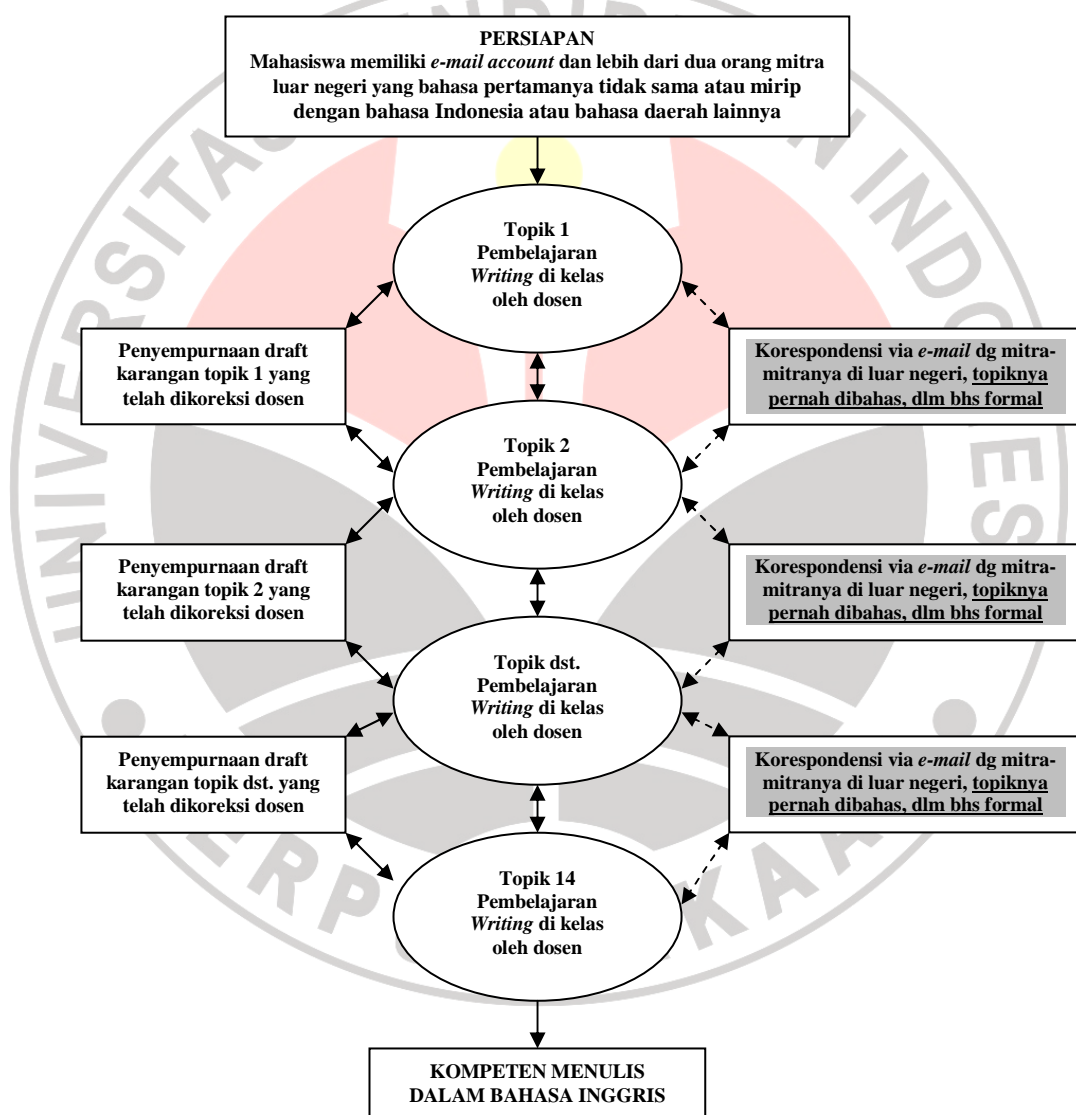 PERSIAPAN
Mahasiswa memiliki e-mail account dan lebih dari dua orang mitra
luar negeri yang bahasa pertamanya tidak sama atau mirip
dengan bahasa Indonesia atau bahasa daerah lainnya
Topik 1
Pembelajaran
Writing di kelas
oleh dosen
Penyempurnaan draft
karangan topik 1 yang
telah dikoreksi dosen
Korespondensi via e-mail dg mitra-
mitranya di luar negeri, topiknya
pernah dibahas, dlm bhs formal
Topik 2
Pembelajaran
Writing di kelas
oleh dosen
Penyempurnaan draft
karangan topik 2 yang
telah dikoreksi dosen
Korespondensi via e-mail dg mitra-
mitranya di luar negeri, topiknya
pernah dibahas, dlm bhs formal
Topik dst.
Pembelajaran
Writing di kelas
oleh dosen
Penyempurnaan draft
karangan topik dst. yang
telah dikoreksi dosen
Korespondensi via e-mail dg mitra-
mitranya di luar negeri, topiknya
pernah dibahas, dlm bhs formal
Topik 14
Pembelajaran
Writing di kelas
oleh dosen
KOMPETEN MENULIS
DALAM BAHASA INGGRIS